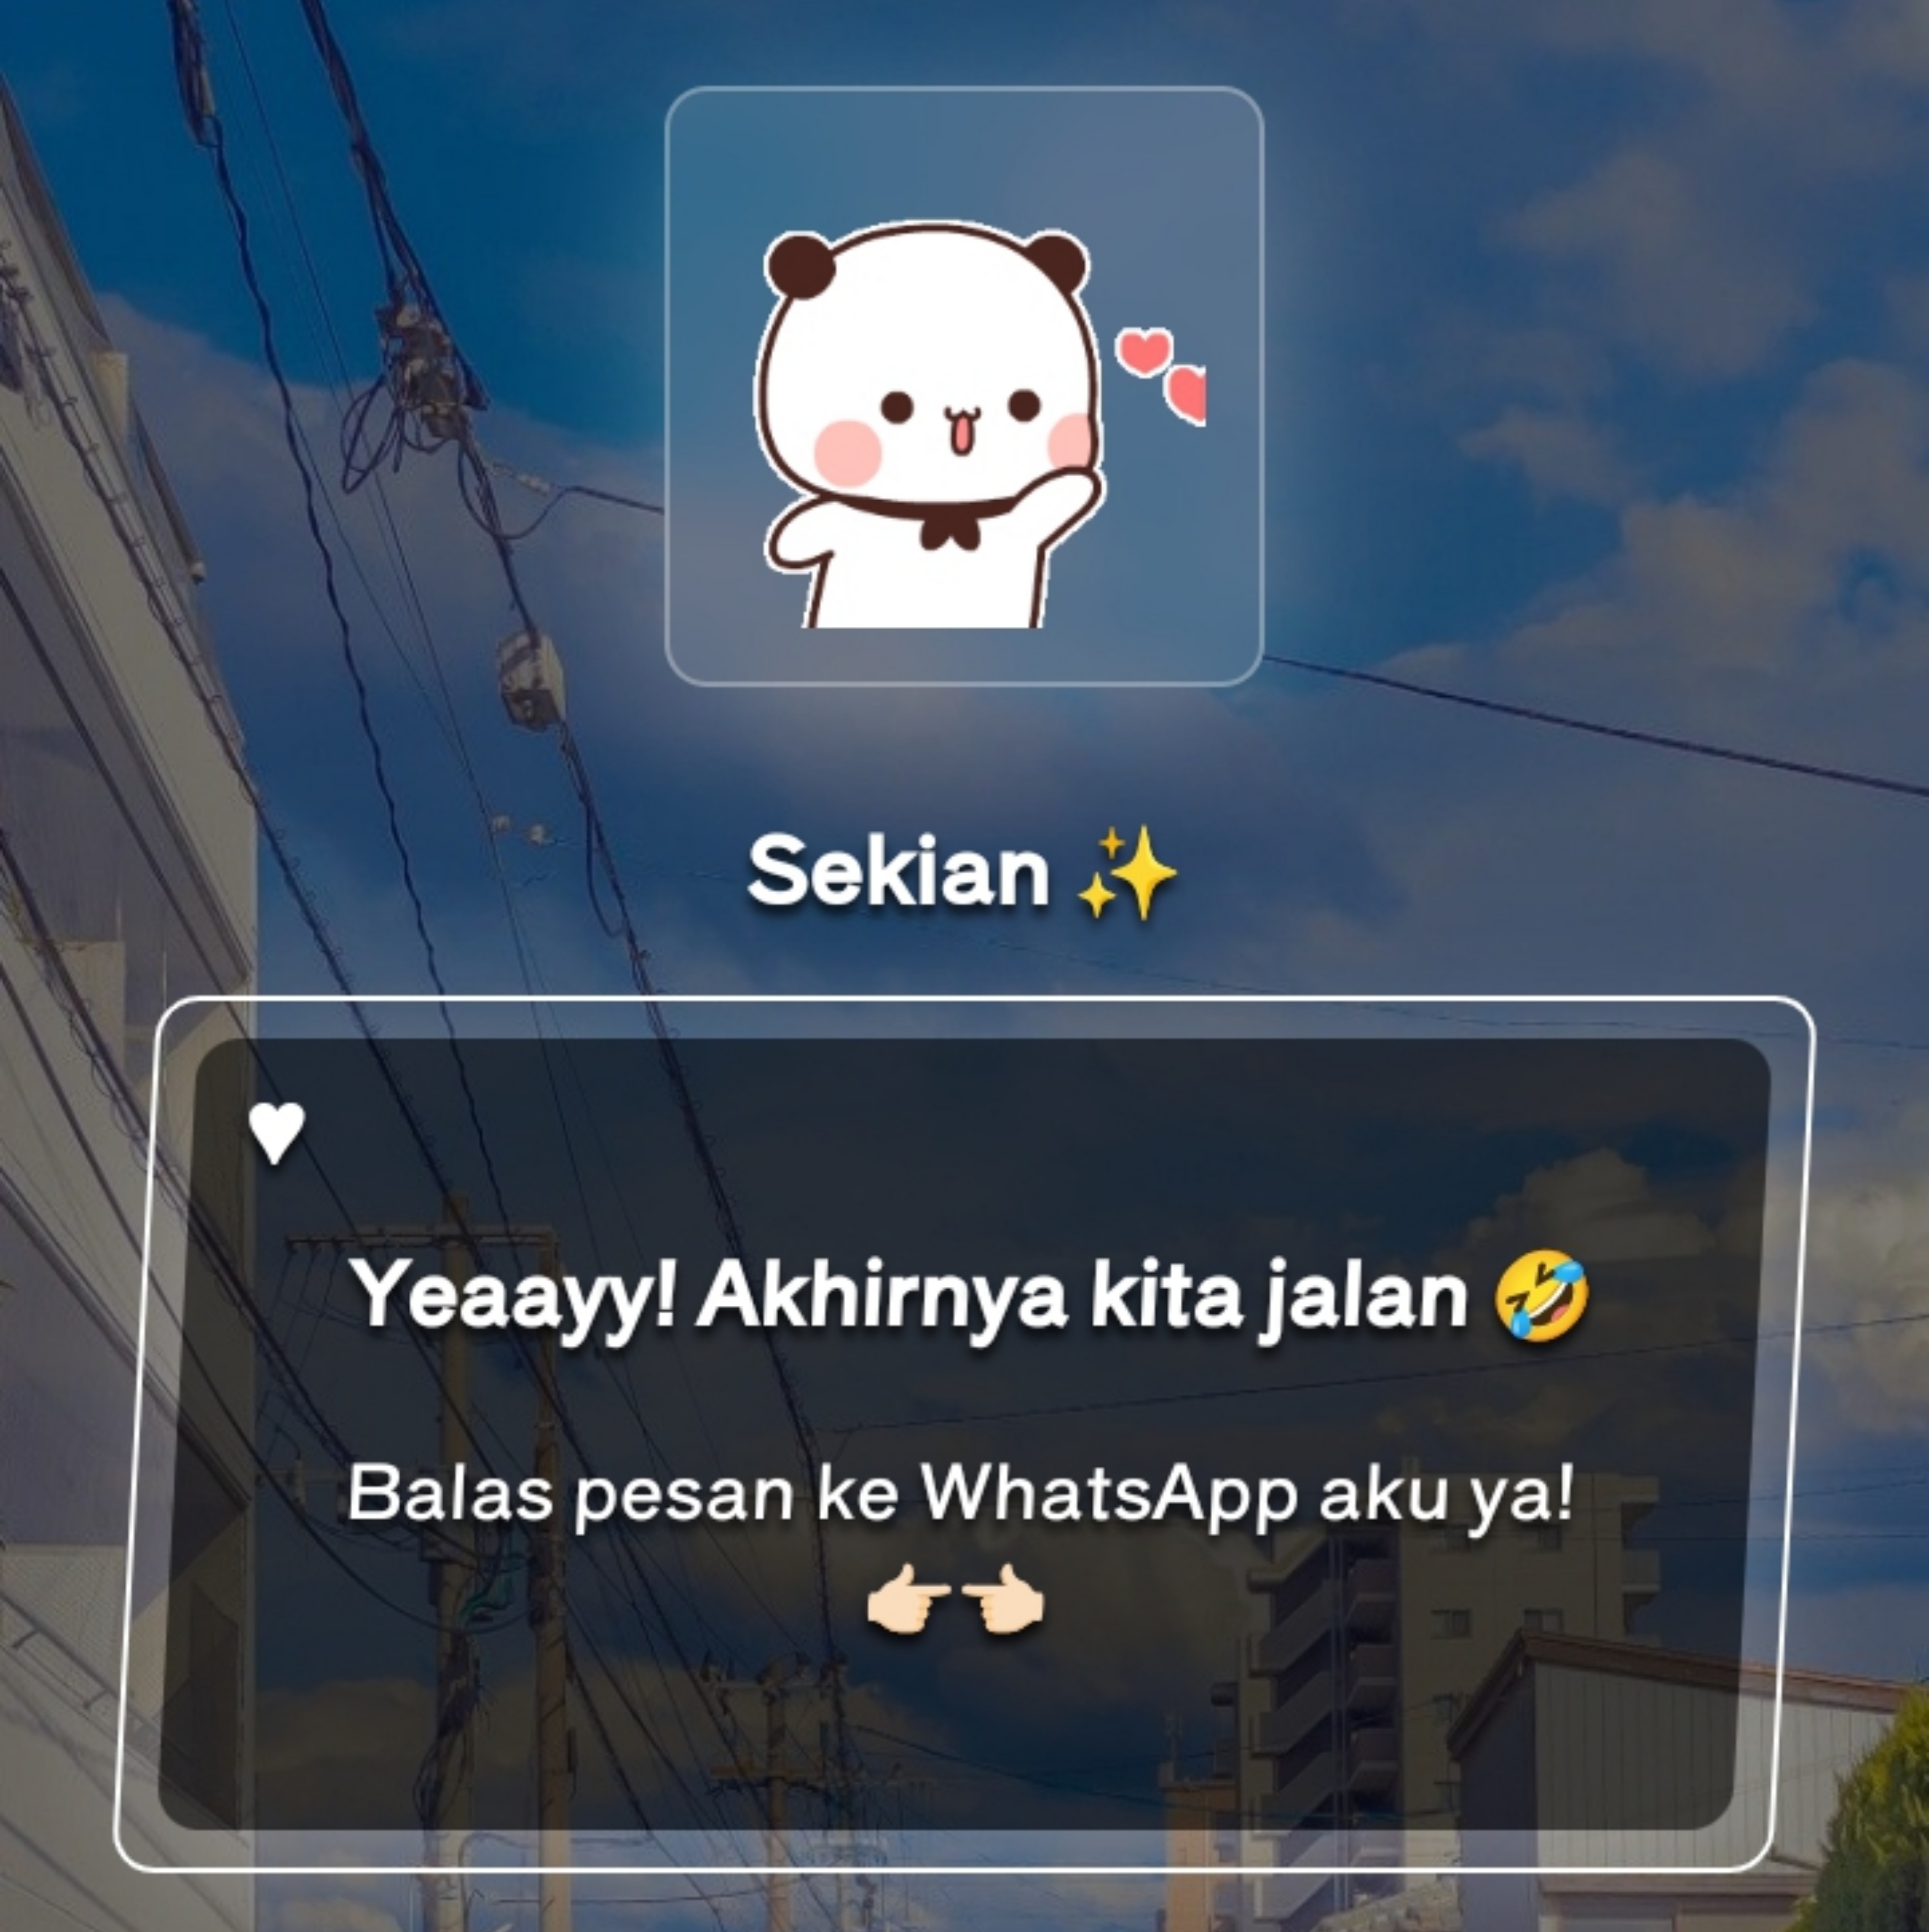 Sekian ✨
♥
Yeaayy! Akhirnya kita jalan 🤣
Balas pesan ke WhatsApp aku ya!
👉🏻👈🏻